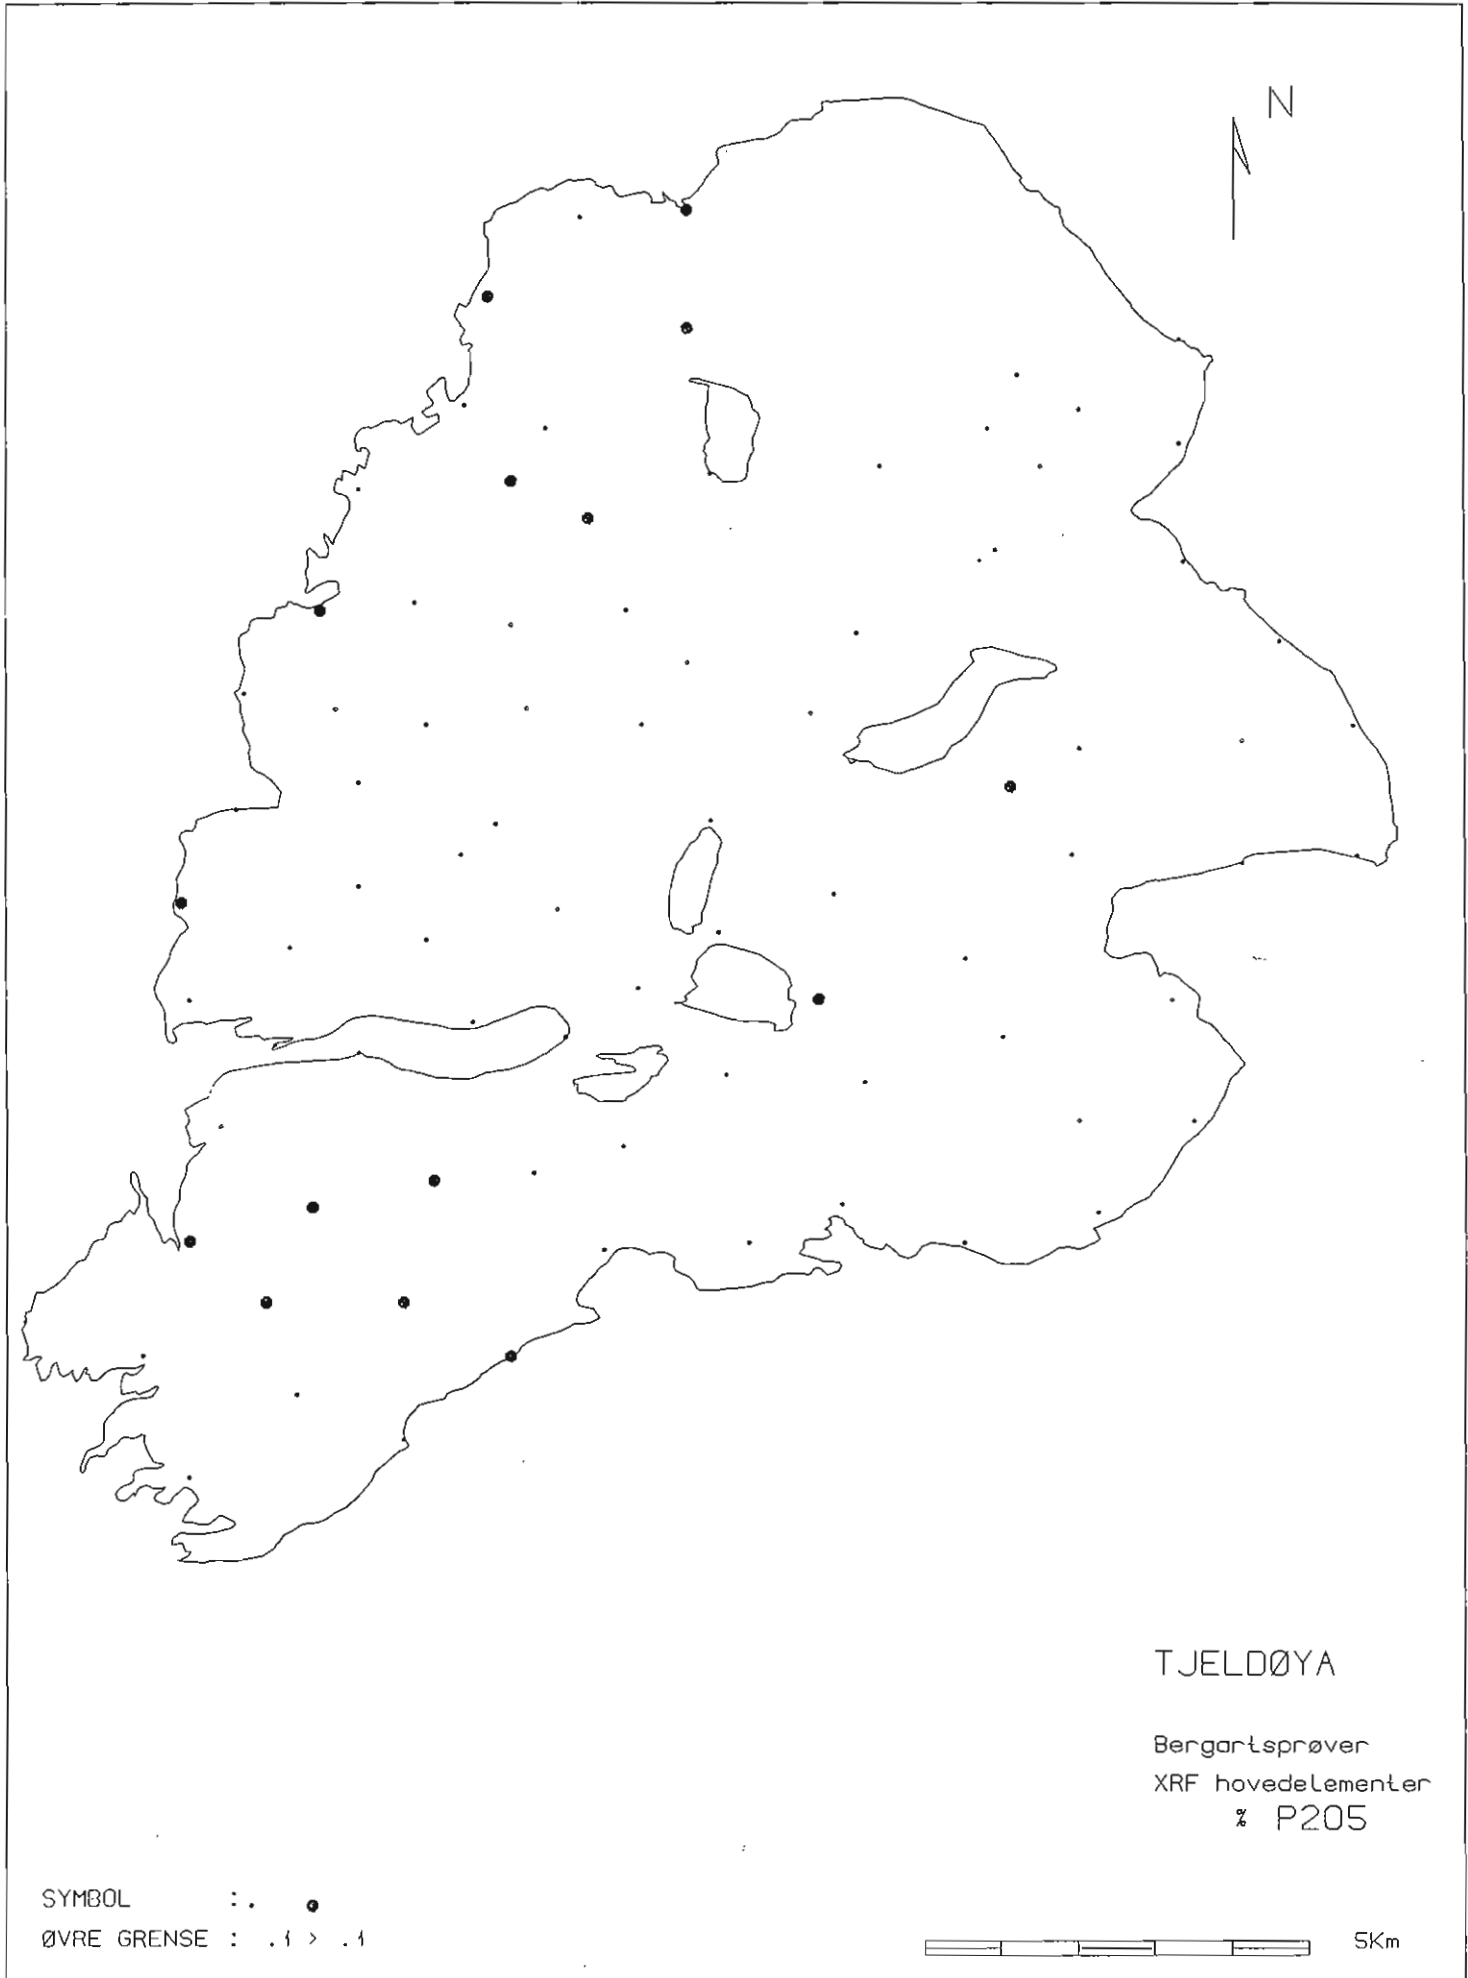 N
TJELDØYA
Bergartsprøver
XRF hovedelementer
% P2O5
SYMBOL : . 
ØVRE GRENSE : .1 > .1
5Km